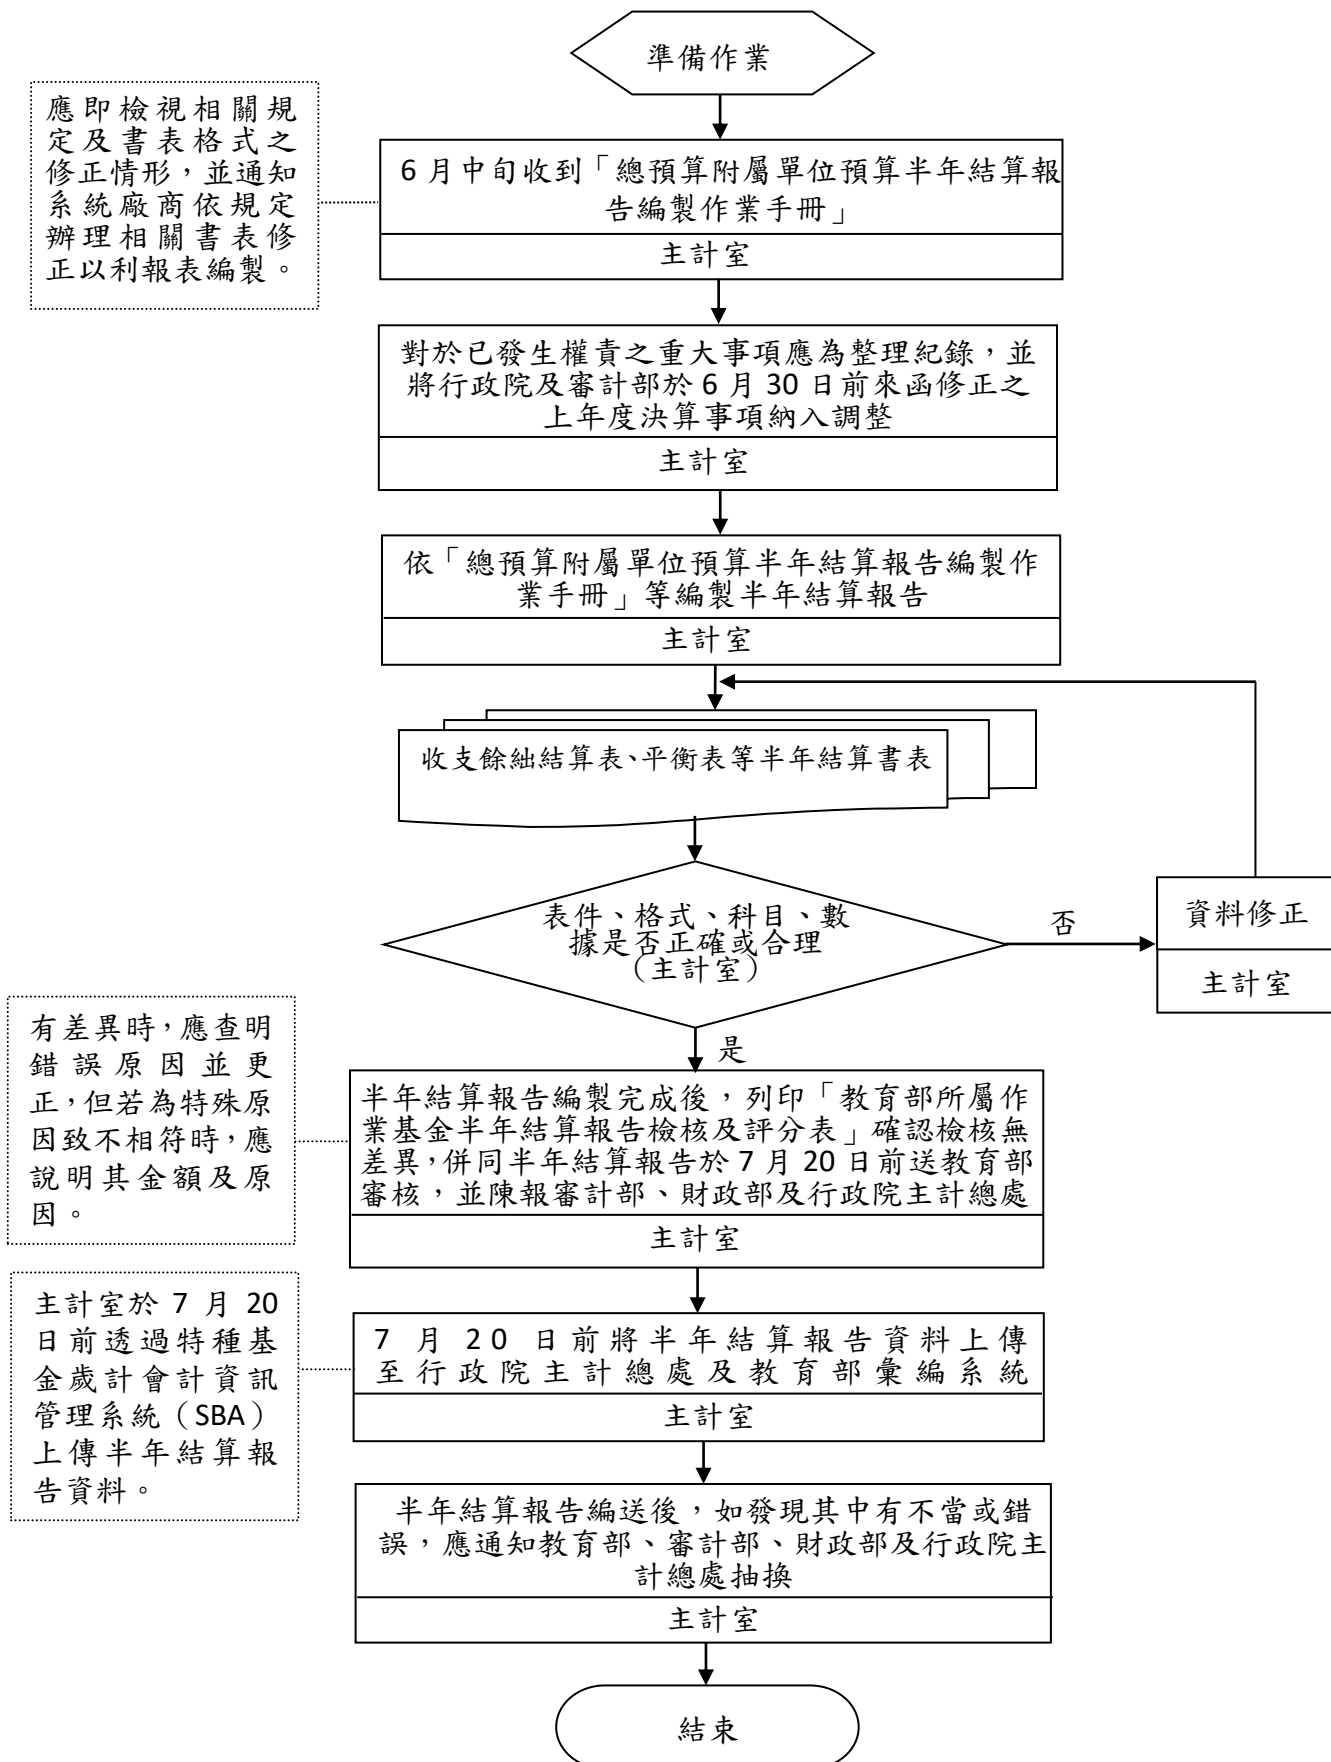 準備作業
應即檢視相關規
定及書表格式之
修正情形，並通知
系統廠商依規定
辦理相關書表修
正以利報表編製。
6 月中旬收到「總預算附屬單位預算半年結算報
告編製作業手冊」
主計室
對於已發生權責之重大事項應為整理紀錄，並
將行政院及審計部於 6 月 30 日前來函修正之
上年度決算事項納入調整
主計室
依「總預算附屬單位預算半年結算報告編製作
業手冊」等編製半年結算報告
主計室
收支餘絀結算表、平衡表等半年結算書表
表件、格式、科目、數
據是否正確或合理
（主計室）
否
資料修正
主計室
是
有差異時，應查明
錯誤原因並更
正，但若為特殊原
因致不相符時，應
說明其金額及原
因。
半年結算報告編製完成後，列印「教育部所屬作
業基金半年結算報告檢核及評分表」確認檢核無
差異，併同半年結算報告於 7 月 20 日前送教育部
審核，並陳報審計部、財政部及行政院主計總處
主計室
主計室於 7 月 20
日前透過特種基
金歲計會計資訊
管理系統（SBA）
上傳半年結算報
告資料。
7 月 20 日前將半年結算報告資料上傳
至行政院主計總處及教育部彙編系統
主計室
半年結算報告編送後，如發現其中有不當或錯
誤，應通知教育部、審計部、財政部及行政院主
計總處抽換
主計室
結束